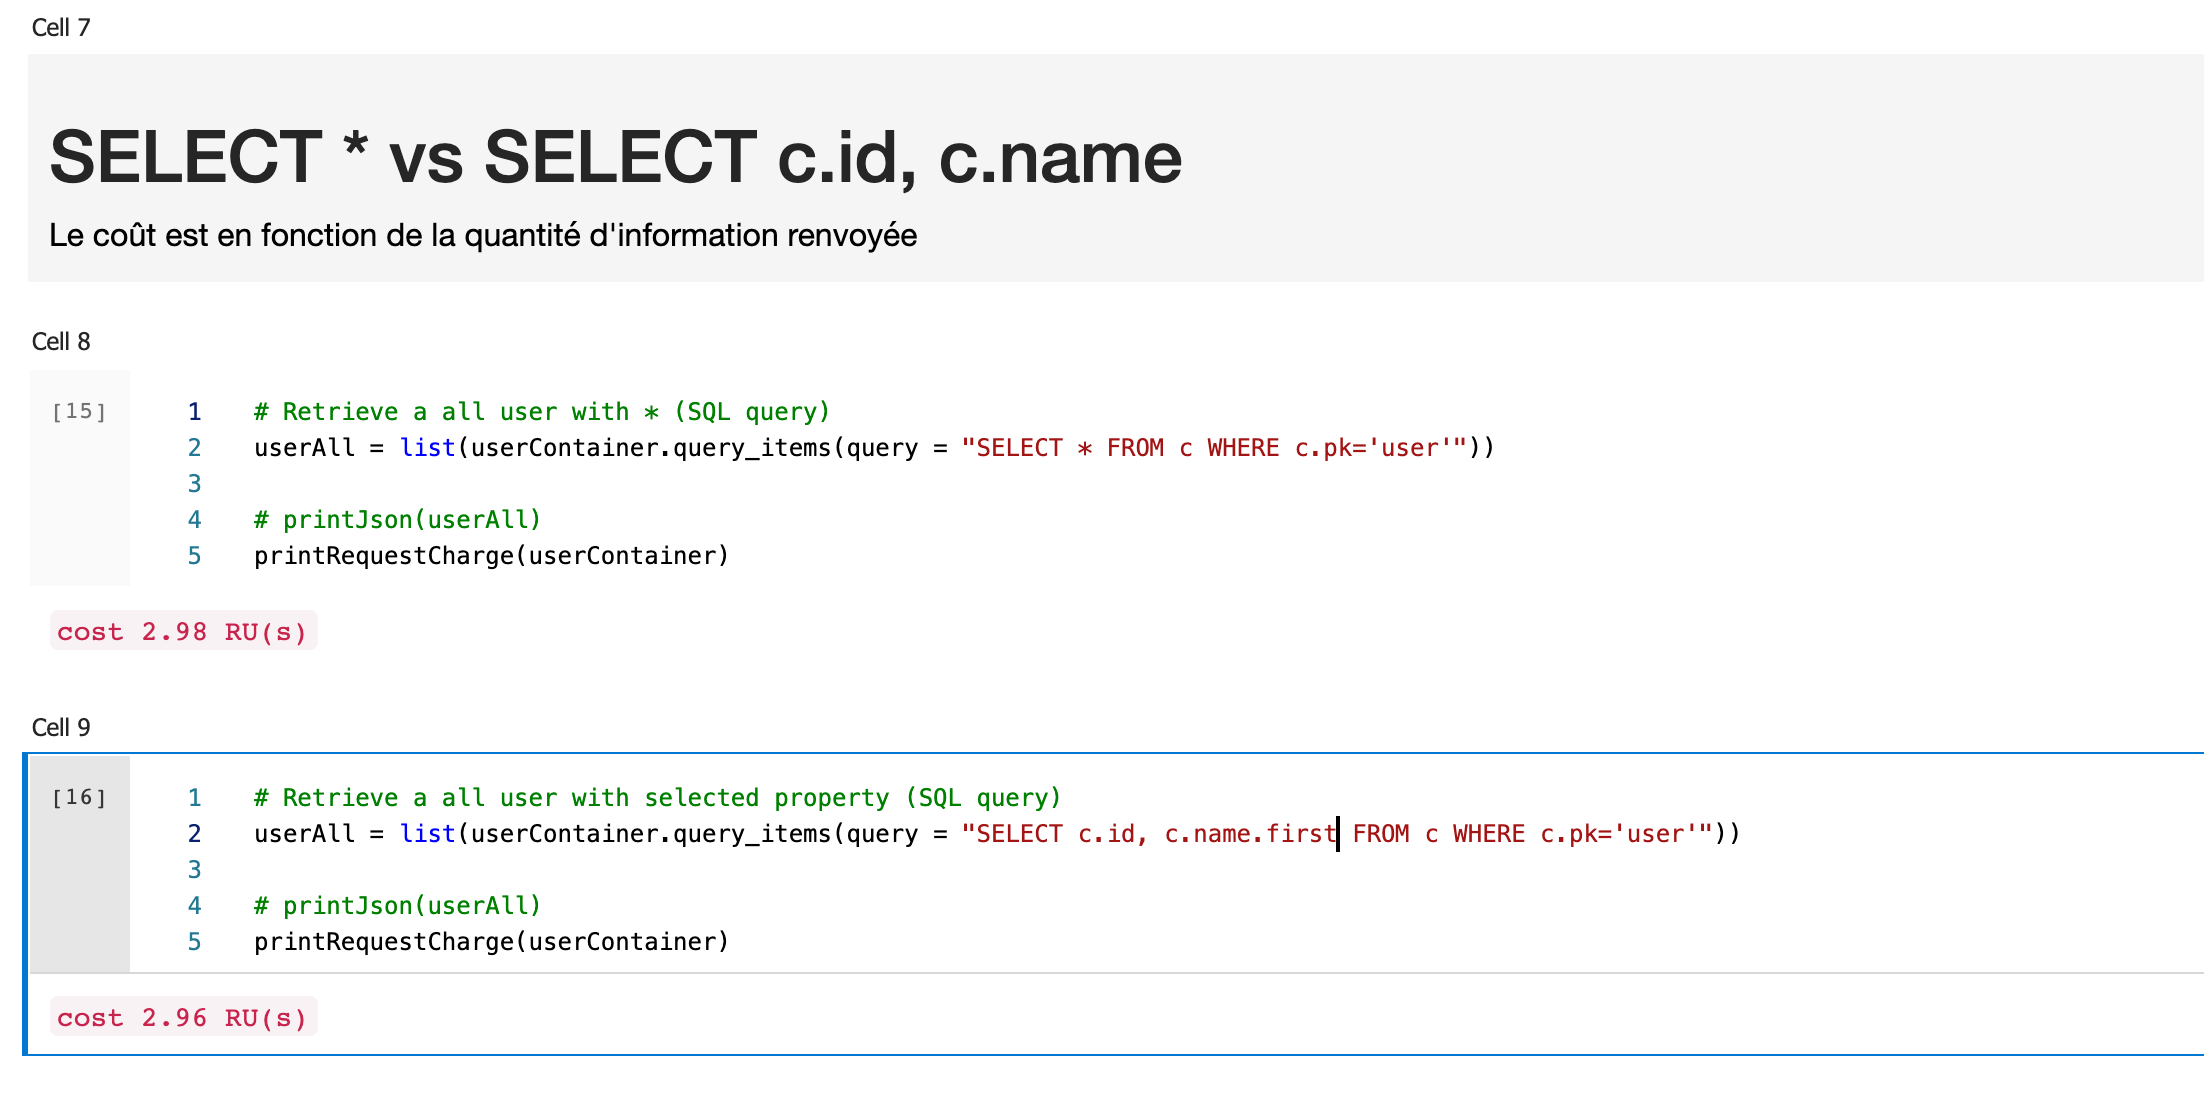 Cell 7
SELECT * vs SELECT c.id, c.name
Le coût est en fonction de la quantité d'information renvoyée
Cell 8
[15]
1 # Retrieve a all user with * (SQL query)
2 userAll = list(userContainer.query_items(query = "SELECT * FROM c WHERE c.pk='user'"))
3
4 # printJson(userAll)
5 printRequestCharge(userContainer)
cost 2.98 RU(s)
Cell 9
[16]
1 # Retrieve a all user with selected property (SQL query)
2 userAll = list(userContainer.query_items(query = "SELECT c.id, c.name.first FROM c WHERE c.pk='user'"))
3
4 # printJson(userAll)
5 printRequestCharge(userContainer)
cost 2.96 RU(s)